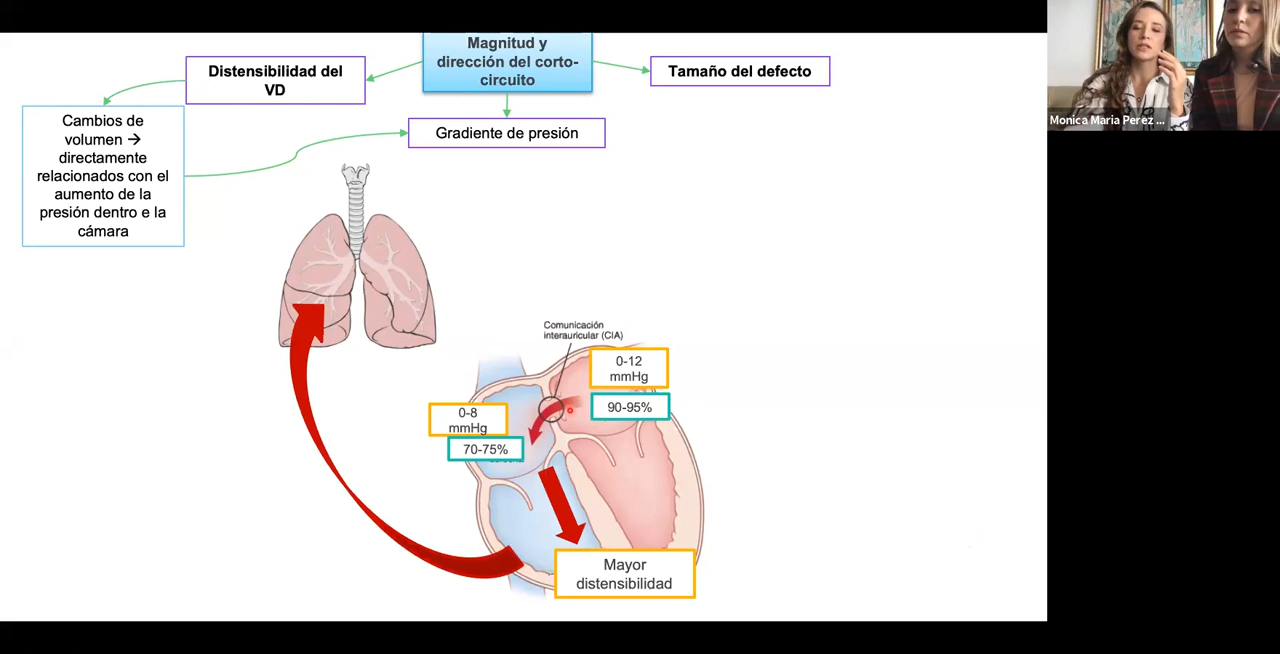 Magnitud y
dirección del corto-
circuito
Distensibilidad del
VD
Tamaño del defecto
Cambios de
volumen →
directamente
relacionados con el
aumento de la
presión dentro e la
cámara
Gradiente de presión
Comunicación
interauricular (CIA)
0-12
mmHg
90-95%
0-8
mmHg
70-75%
Mayor
distensibilidad
Monica Maria Perez ...